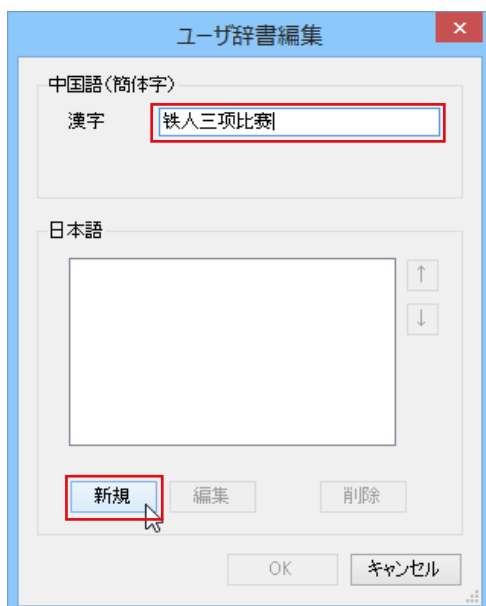 ユーザ辞書編集
×
中国語(簡体字)
漢字 铁人三项比赛
日本語
↑
↓
新規 編集 削除
OK キャンセル